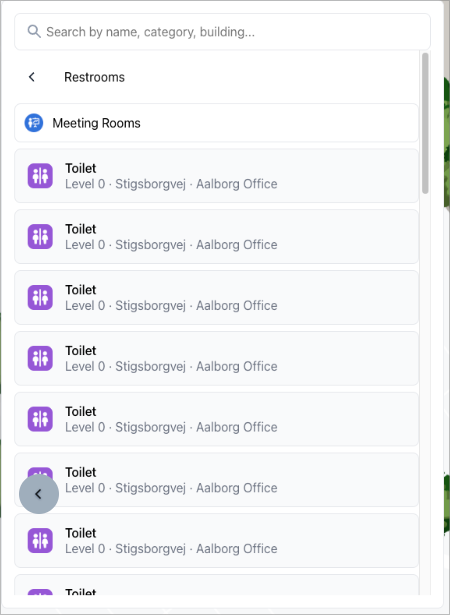 Search by name, category, building...
Restrooms
Meeting Rooms
Toilet
Level 0 · Stigsborgvej · Aalborg Office
Toilet
Level 0 · Stigsborgvej · Aalborg Office
Toilet
Level 0 · Stigsborgvej · Aalborg Office
Toilet
Level 0 · Stigsborgvej · Aalborg Office
Toilet
Level 0 · Stigsborgvej · Aalborg Office
Toilet
Level 0 · Stigsborgvej · Aalborg Office
Toilet
Level 0 · Stigsborgvej · Aalborg Office
Toilet